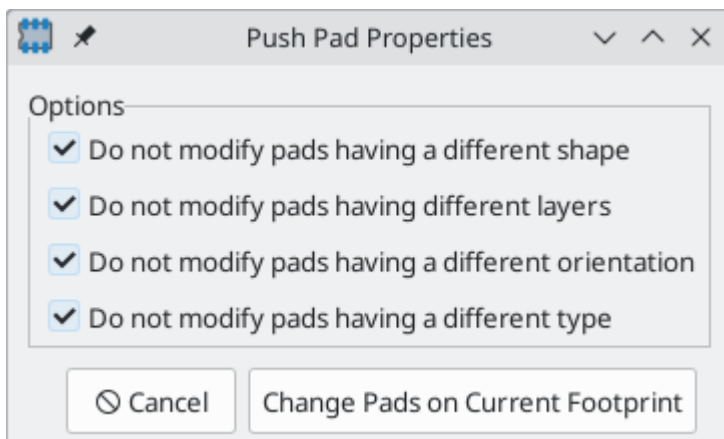 Push Pad Properties
Options
Do not modify pads having a different shape
Do not modify pads having different layers
Do not modify pads having a different orientation
Do not modify pads having a different type
Cancel
Change Pads on Current Footprint